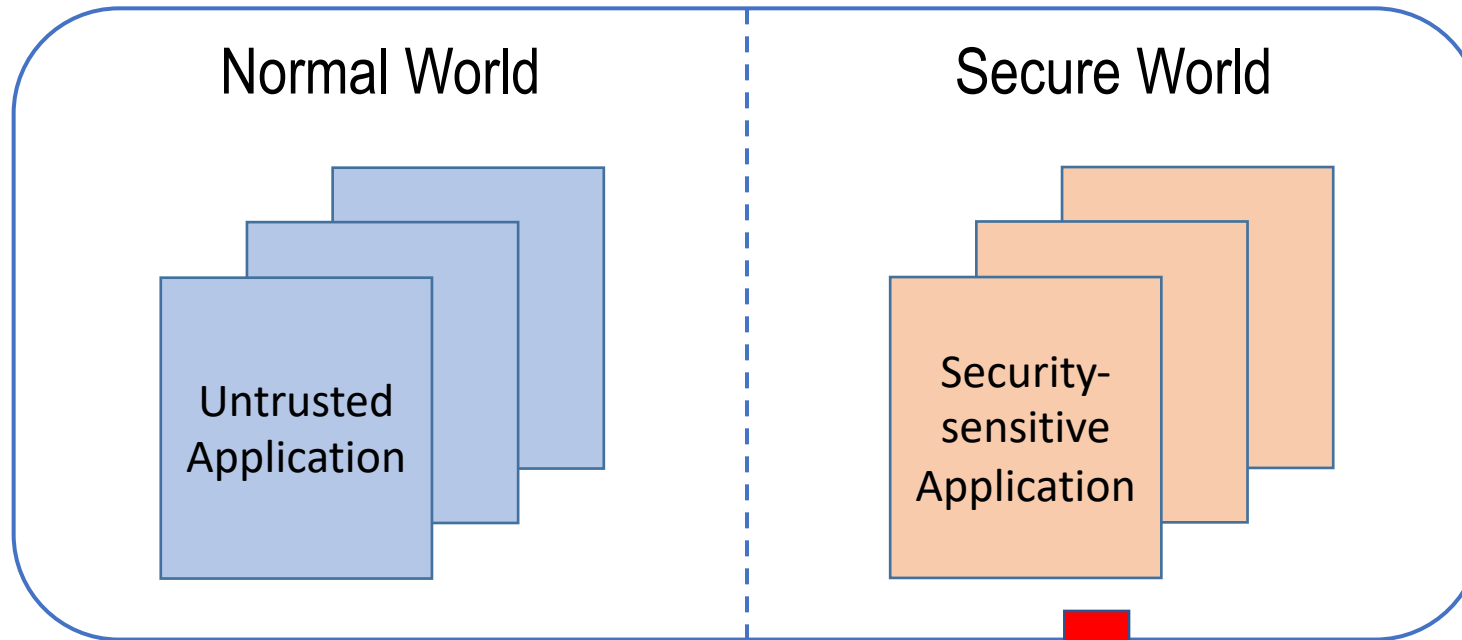 Normal World
Secure World
Untrusted
Application
Security-
sensitive
Application